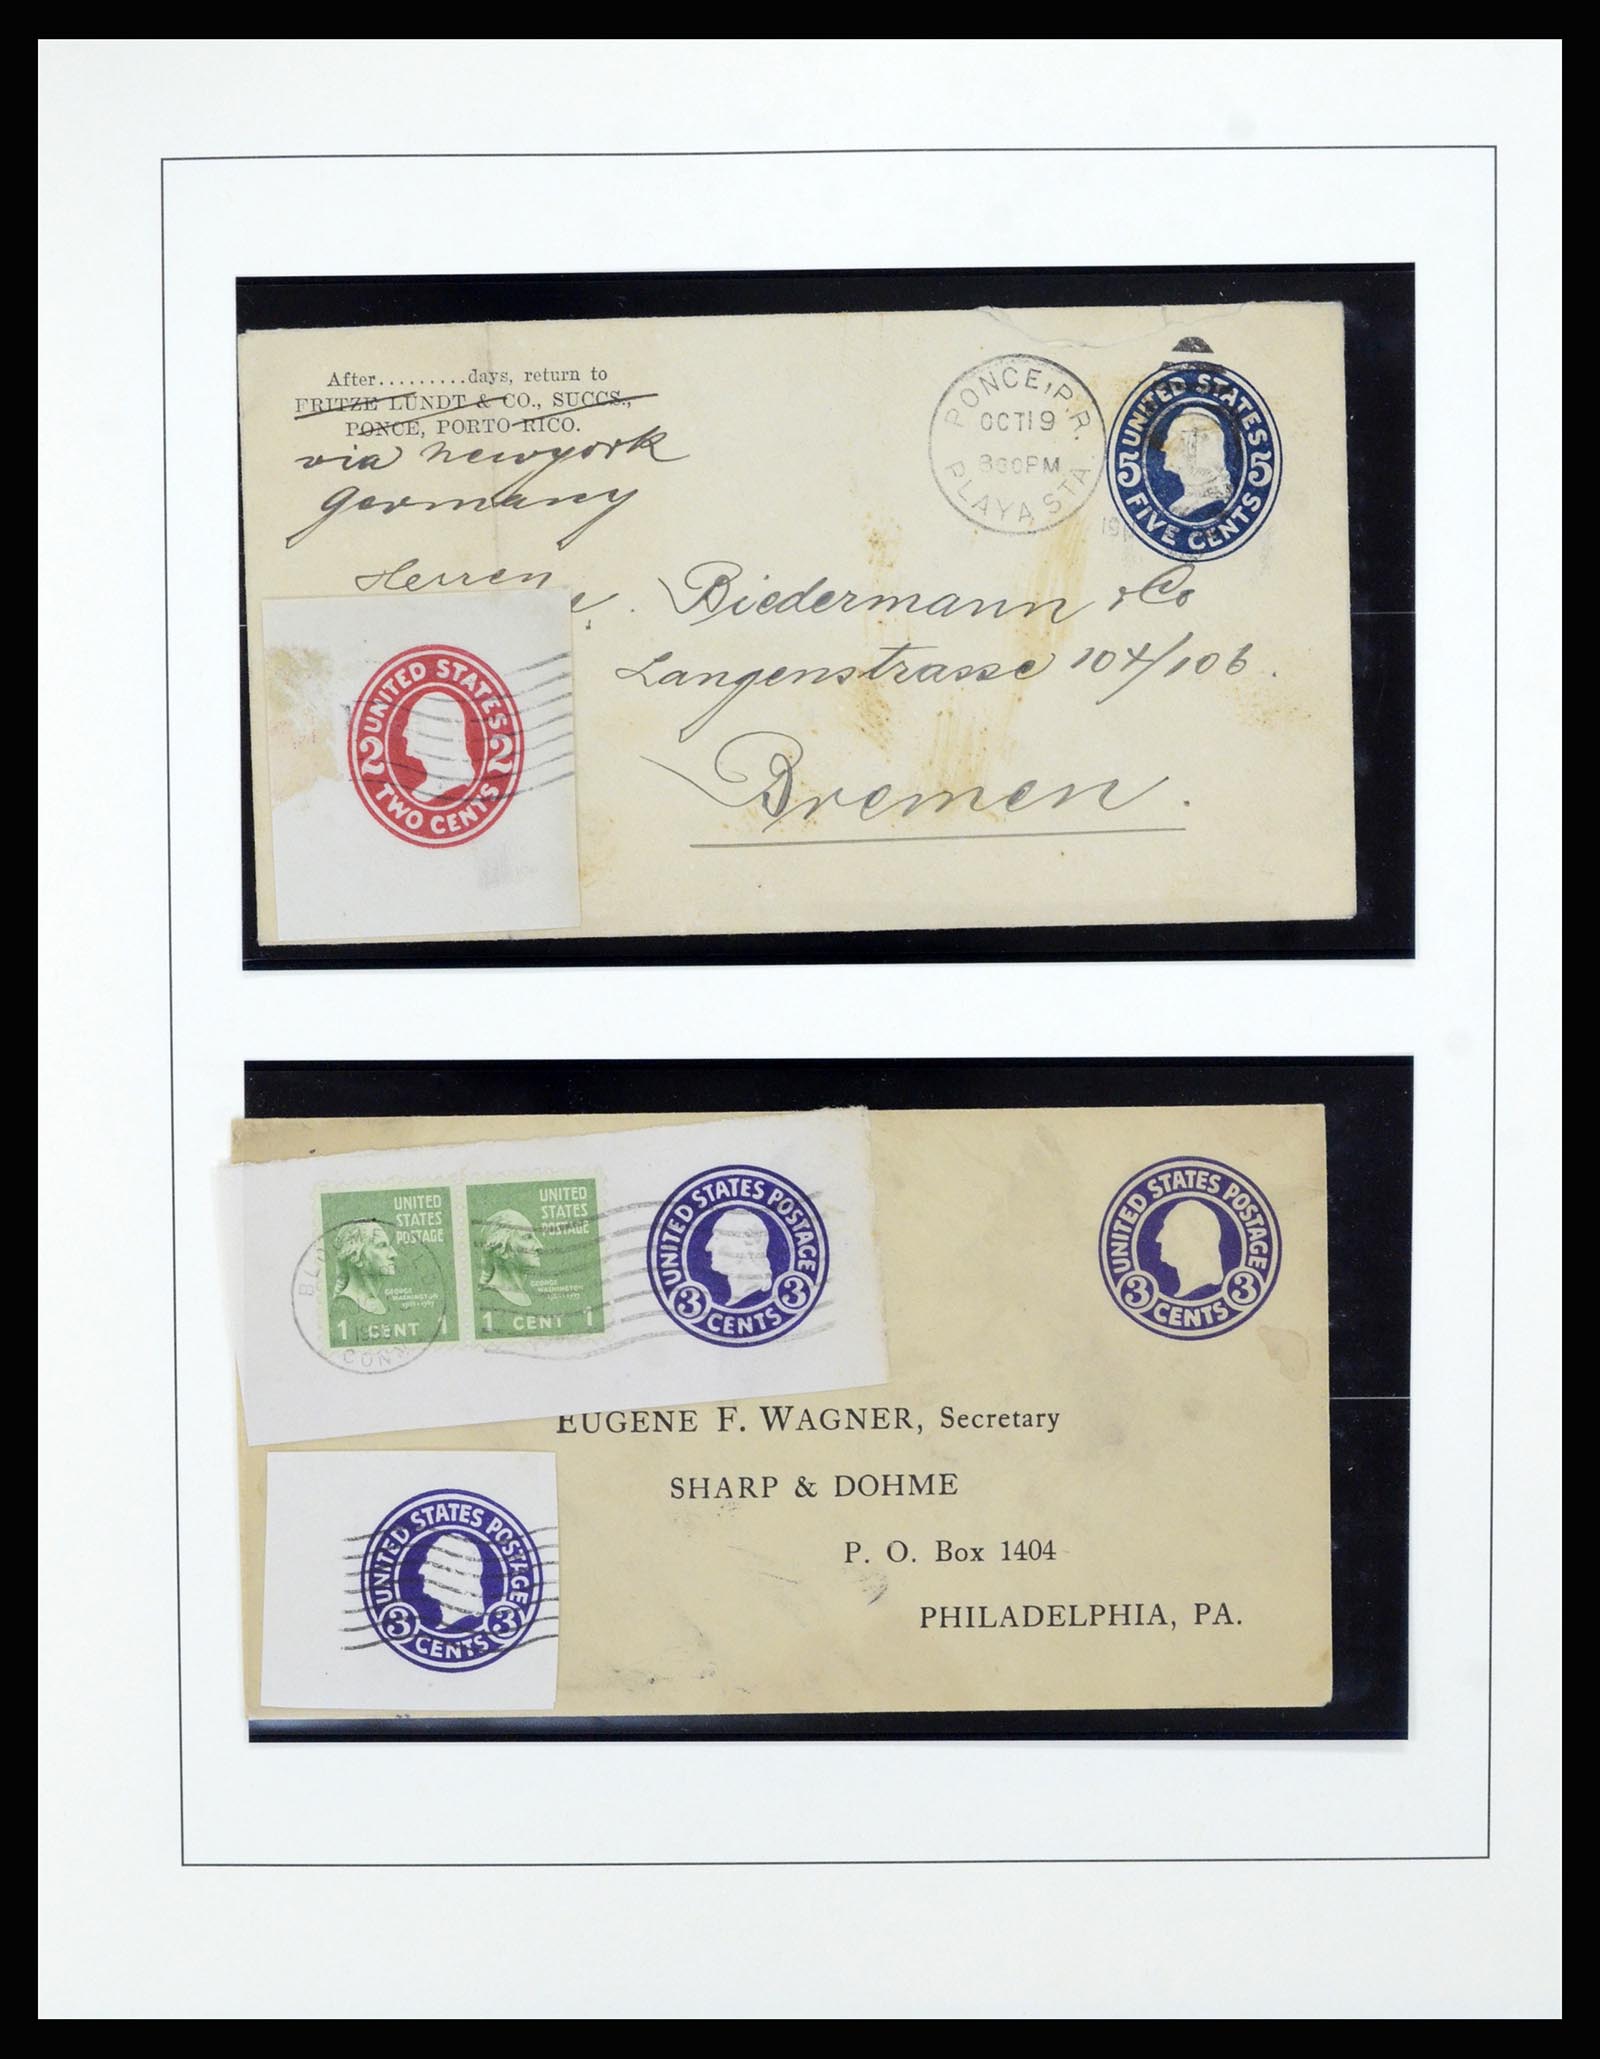 After.........days, return to
FRITZE LUNDT & CO., SUCCS.,
PONCE, PORTO RICO.
via Newyork
Germany
PONCE, P.R.
OCT 19
PLAYA STA.
UNITED STATES
5 5
FIVE CENTS
Herren
Biedermann & Co
Langenstrasse 104/106.
Bremen.
UNITED STATES
2 2
TWO CENTS
UNITED
STATES
POSTAGE
GEORGE
WASHINGTON
1 CENT 1
UNITED
STATES
POSTAGE
GEORGE
WASHINGTON
1 CENT 1
CONN
UNITED STATES POSTAGE
3 3
CENTS
UNITED STATES POSTAGE
3 3
CENTS
EUGENE F. WAGNER, Secretary
SHARP & DOHME
P. O. Box 1404
PHILADELPHIA, PA.
UNITED STATES POSTAGE
3 3
CENTS